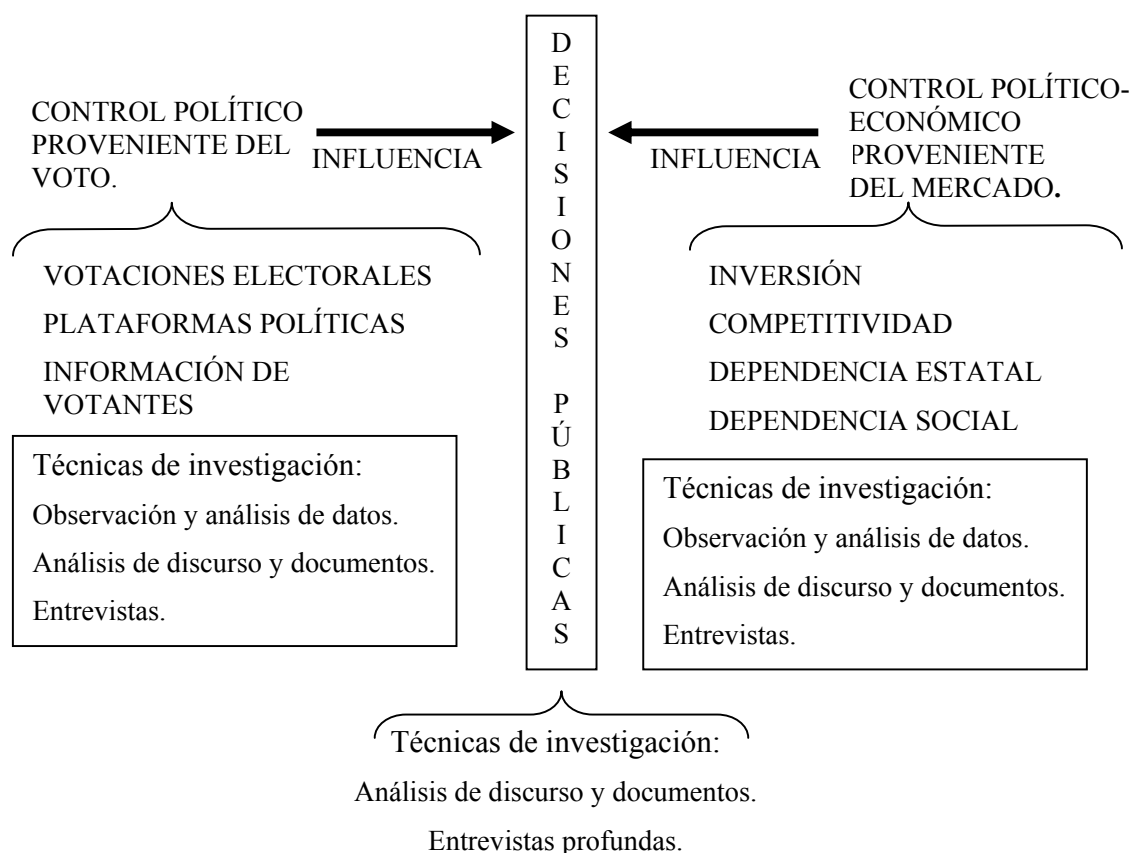 CONTROL POLÍTICO
PROVENIENTE DEL
VOTO.
INFLUENCIA
VOTACIONES ELECTORALES
PLATAFORMAS POLÍTICAS
INFORMACIÓN DE
VOTANTES
Técnicas de investigación:
Observación y análisis de datos.
Análisis de discurso y documentos.
Entrevistas.
DECISIONES PÚBLICAS
INFLUENCIA
CONTROL POLÍTICO-
ECONÓMICO
PROVENIENTE
DEL MERCADO.
INVERSIÓN
COMPETITIVIDAD
DEPENDENCIA ESTATAL
DEPENDENCIA SOCIAL
Técnicas de investigación:
Observación y análisis de datos.
Análisis de discurso y documentos.
Entrevistas.
Técnicas de investigación:
Análisis de discurso y documentos.
Entrevistas profundas.